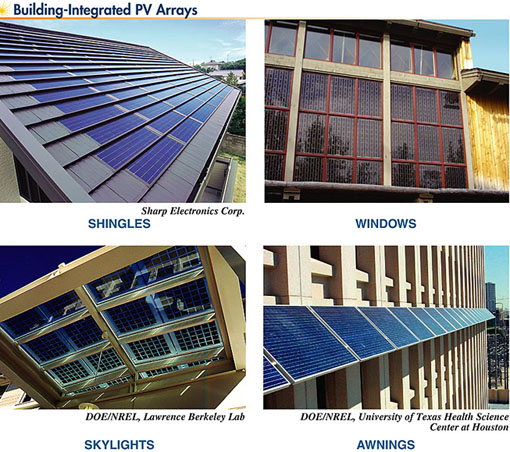 Building-Integrated PV Arrays
Sharp Electronics Corp.
SHINGLES
WINDOWS
DOE/NREL, Lawrence Berkeley Lab
SKYLIGHTS
DOE/NREL, University of Texas Health Science
Center at Houston
AWNINGS